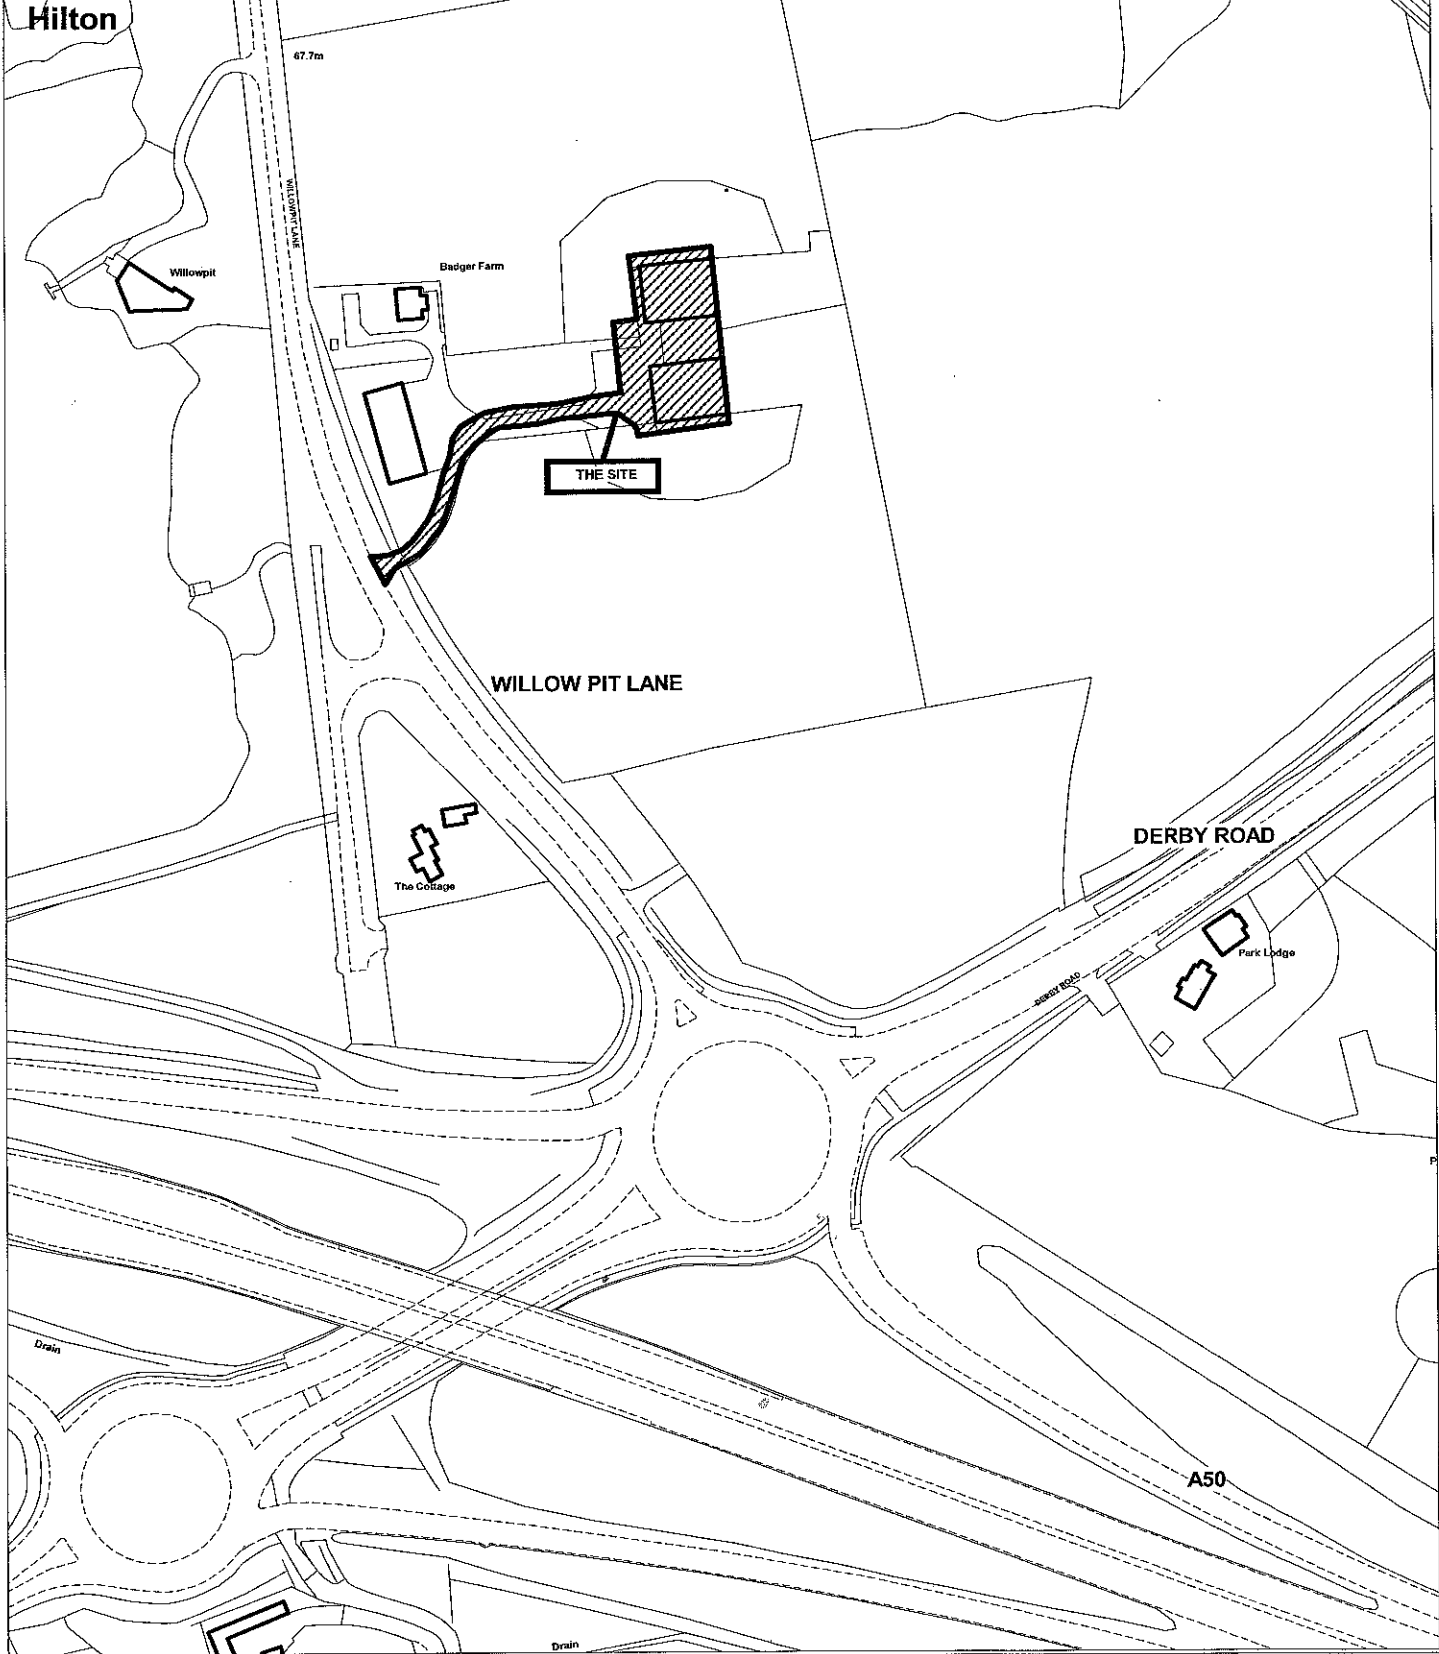 Hilton
67.7m
WILLOWPIT LANE
Badger Farm
Willowpit
THE SITE
WILLOW PIT LANE
DERBY ROAD
The Cottage
Park Lodge
DERBY ROAD
P
Drain
A50
Drain